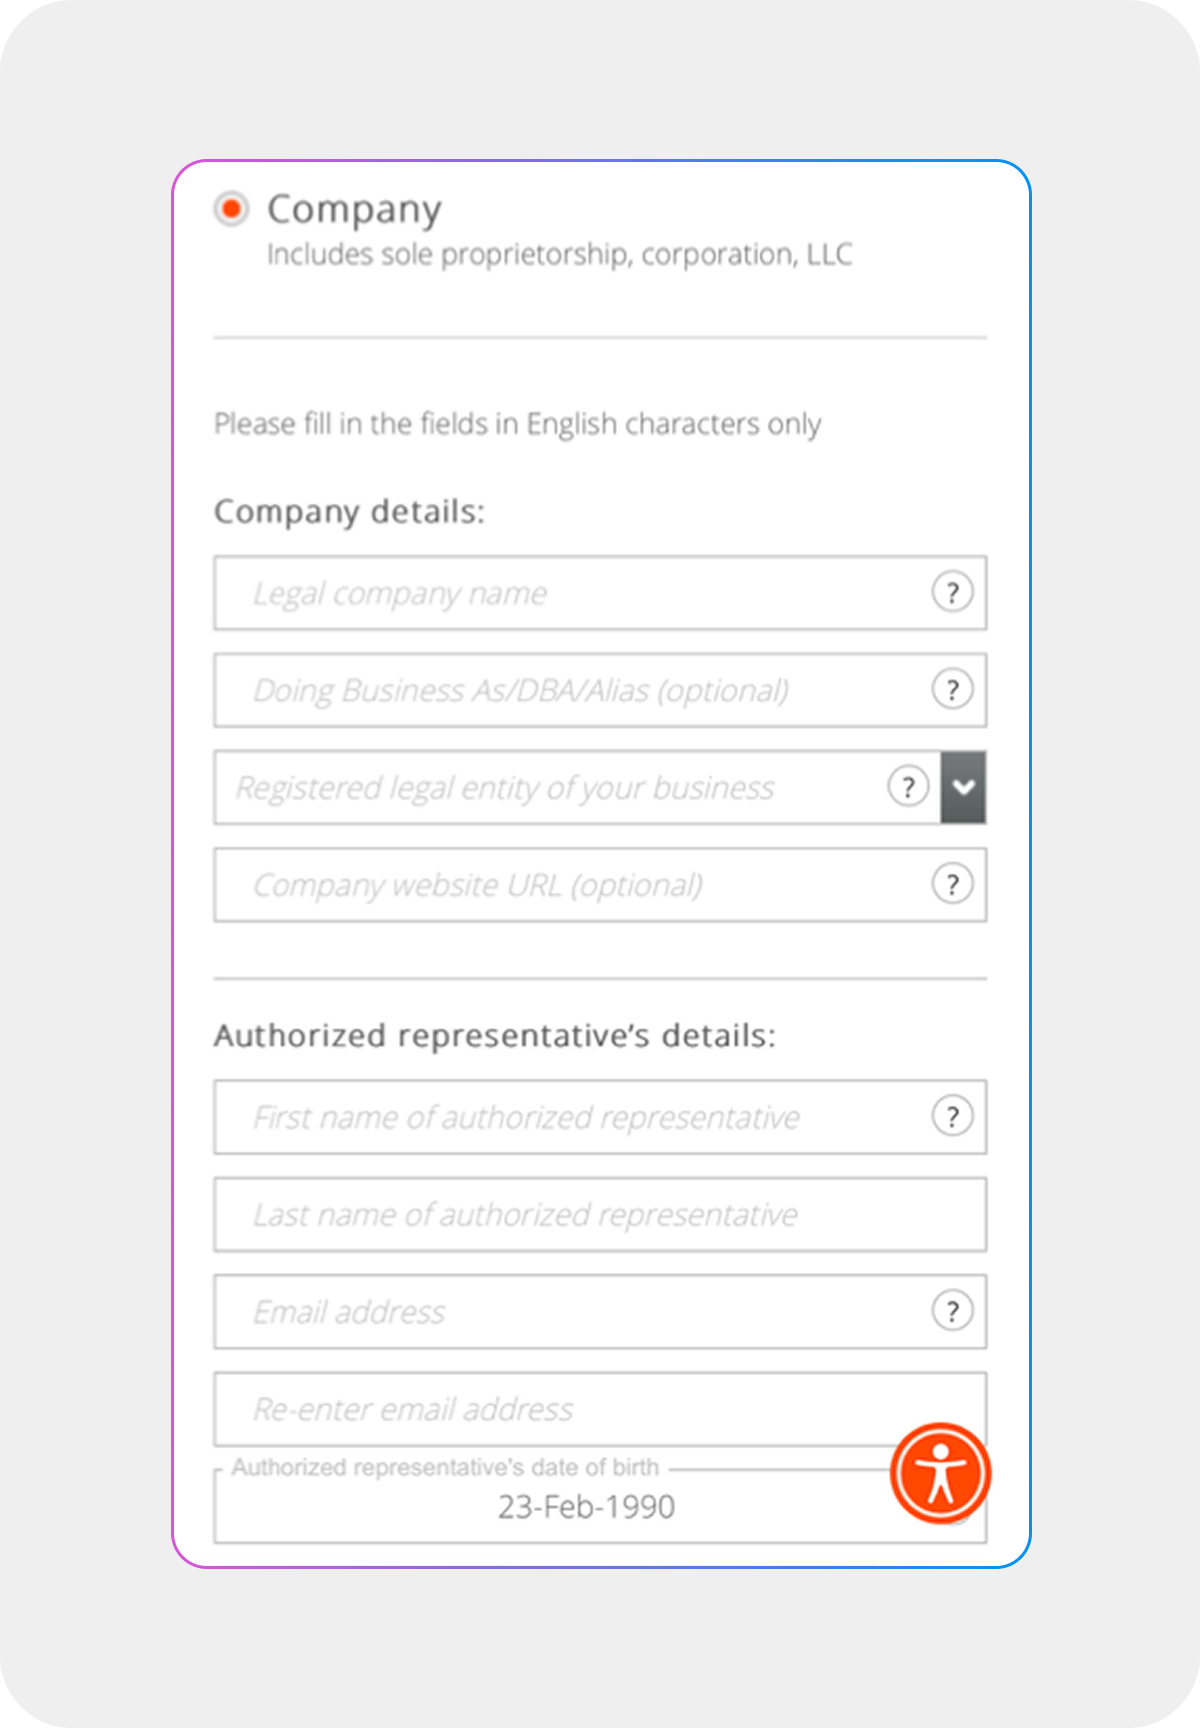 Company
Includes sole proprietorship, corporation, LLC
Please fill in the fields in English characters only
Company details:
Legal company name ?
Doing Business As/DBA/Alias (optional) ?
Registered legal entity of your business ?
Company website URL (optional) ?
Authorized representative’s details:
First name of authorized representative ?
Last name of authorized representative
Email address ?
Re-enter email address
Authorized representative's date of birth
23-Feb-1990